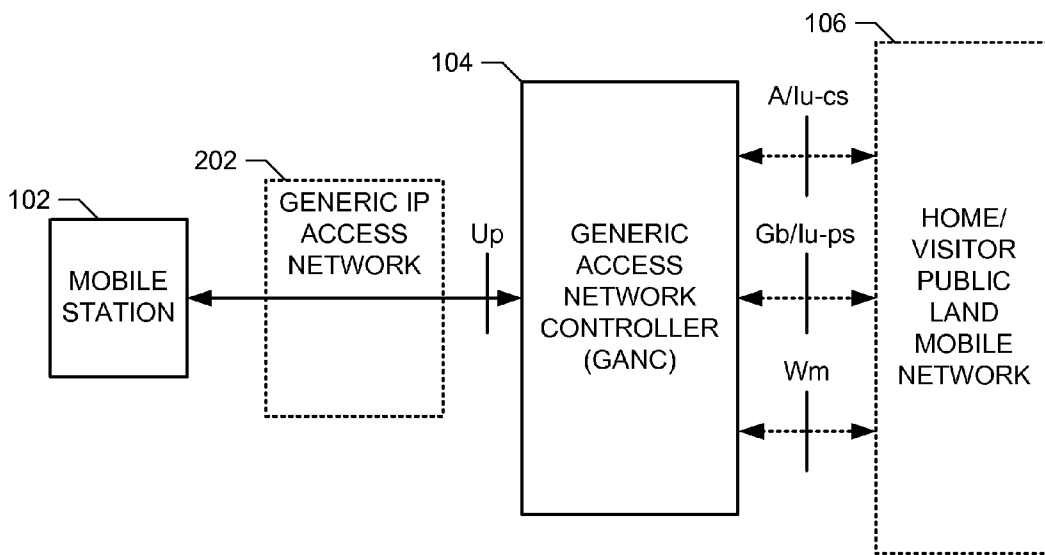 106
104
A/Iu-cs
202
102
GENERIC IP
ACCESS
NETWORK
MOBILE
STATION
Up
GENERIC
ACCESS
NETWORK
CONTROLLER
(GANC)
Gb/Iu-ps
Wm
HOME/
VISITOR
PUBLIC
LAND
MOBILE
NETWORK